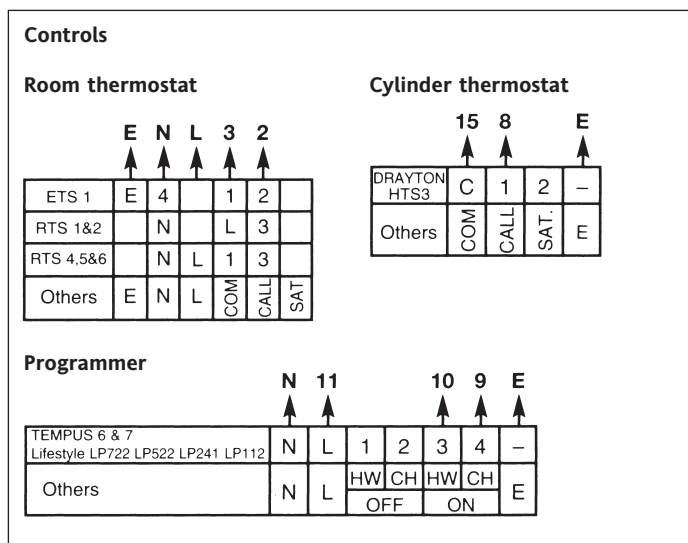 Controls
Room thermostat
E N L 3 2
ETS 1 E 4 1 2
RTS 1&2 N L 3
RTS 4,5&6 N L 1 3
Others E N L COM CALL SAT
Cylinder thermostat
15 8 E
DRAYTON
HTS3 C 1 2 –
Others COM CALL SAT. E
Programmer
N 11 10 9 E
TEMPUS 6 & 7
Lifestyle LP722 LP522 LP241 LP112 N L 1 2 3 4 –
Others N L HW CH HW CH E
OFF ON